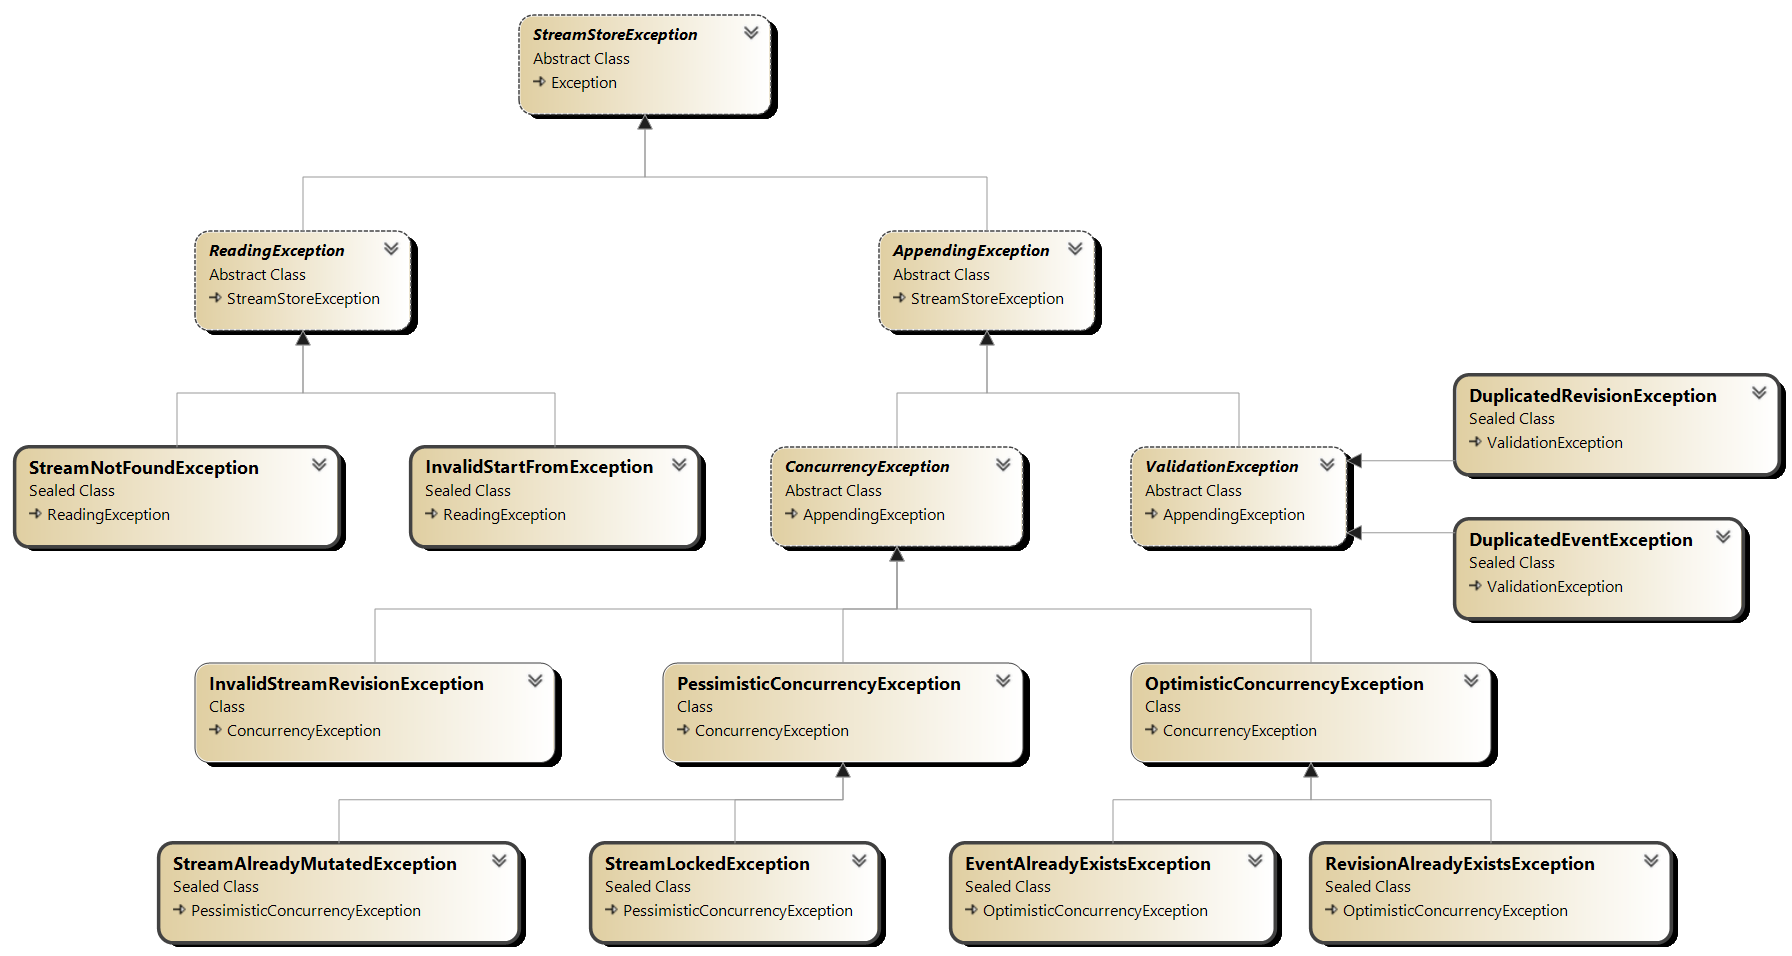 StreamStoreException
Abstract Class
Exception
ReadingException
Abstract Class
StreamStoreException
AppendingException
Abstract Class
StreamStoreException
DuplicatedRevisionException
Sealed Class
ValidationException
StreamNotFoundException
Sealed Class
ReadingException
InvalidStartFromException
Sealed Class
ReadingException
ConcurrencyException
Abstract Class
AppendingException
ValidationException
Abstract Class
AppendingException
DuplicatedEventException
Sealed Class
ValidationException
InvalidStreamRevisionException
Class
ConcurrencyException
PessimisticConcurrencyException
Class
ConcurrencyException
OptimisticConcurrencyException
Class
ConcurrencyException
StreamAlreadyMutatedException
Sealed Class
PessimisticConcurrencyException
StreamLockedException
Sealed Class
PessimisticConcurrencyException
EventAlreadyExistsException
Sealed Class
OptimisticConcurrencyException
RevisionAlreadyExistsException
Sealed Class
OptimisticConcurrencyException